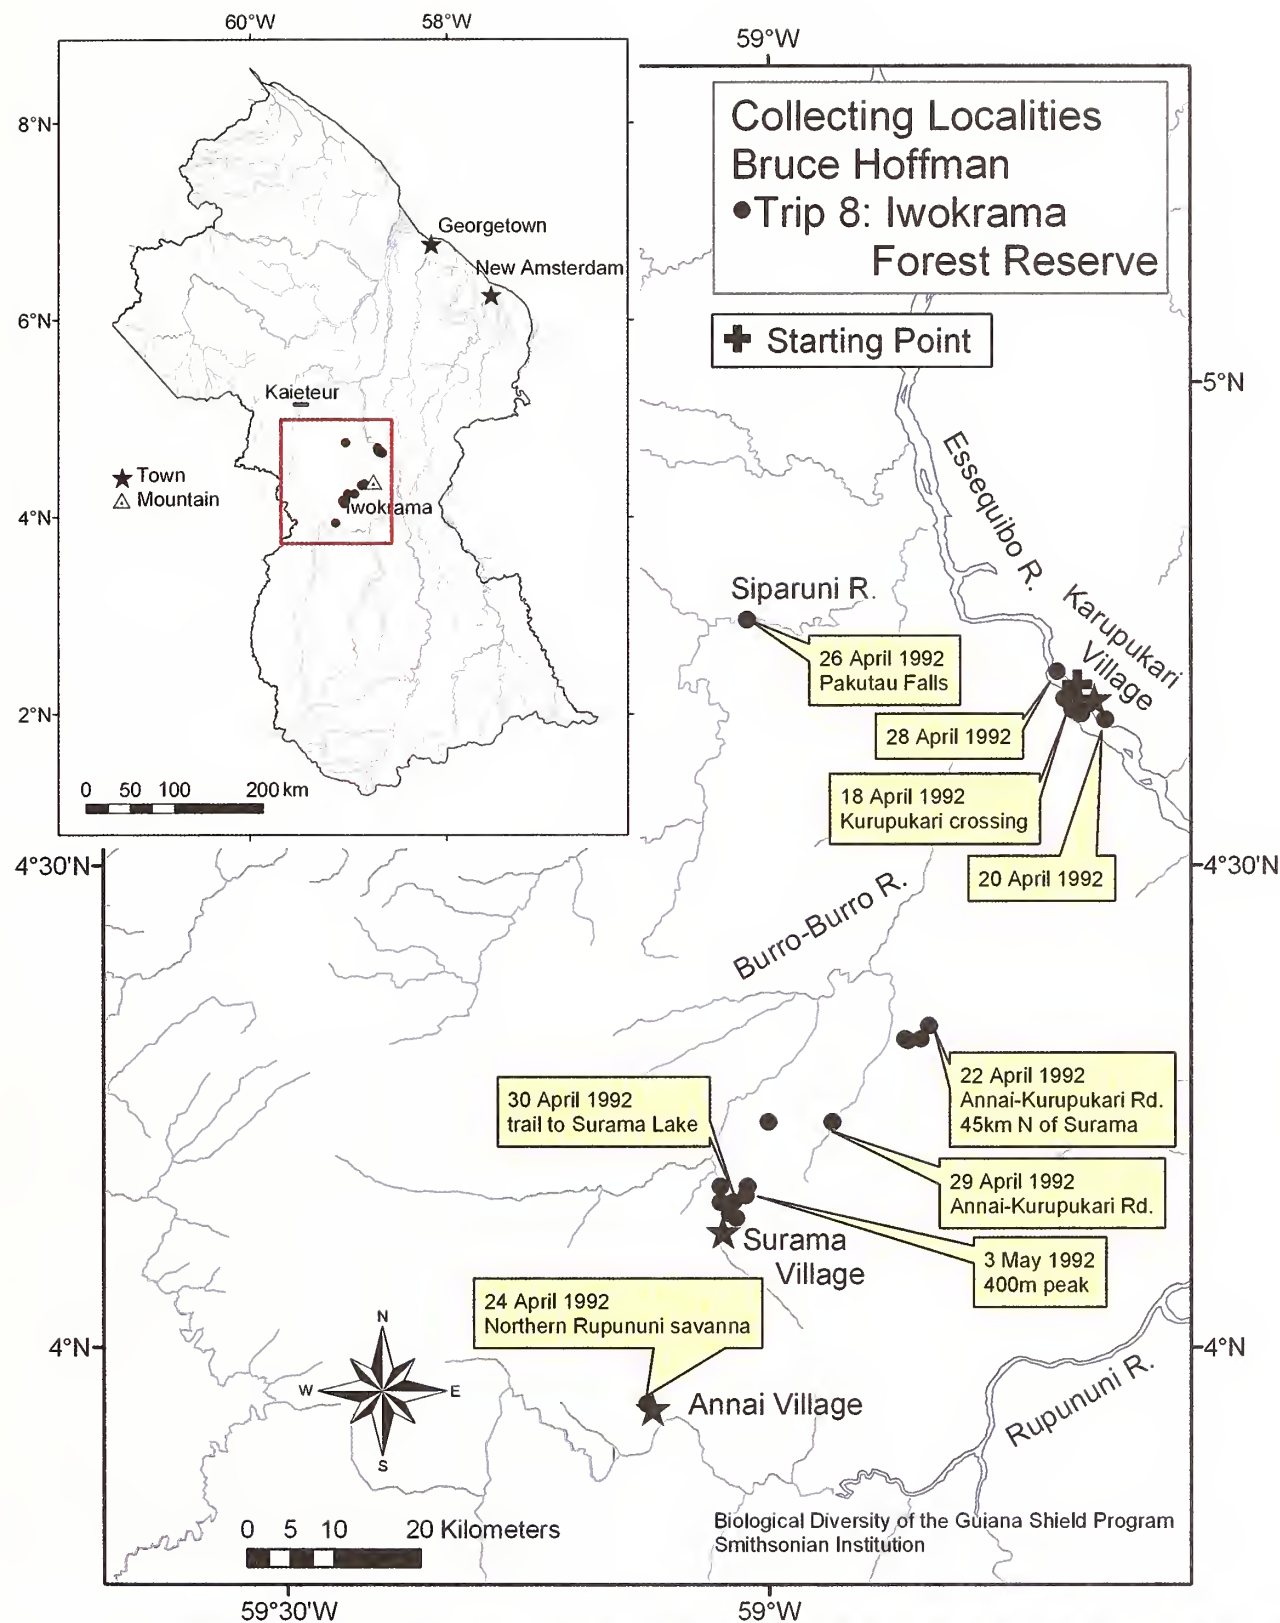 60°W
58°W
59°W
8°N
6°N
4°N
2°N
Georgetown
New Amsterdam
Kaieteur
Iwokrama
Town
Mountain
0 50 100 200 km
Collecting Localities
Bruce Hoffman
Trip 8: Iwokrama
Forest Reserve
Starting Point
5°N
Essequibo R.
Siparuni R.
Karupukari
Village
26 April 1992
Pakutau Falls
28 April 1992
18 April 1992
Kurupukari crossing
20 April 1992
4°30'N
4°30'N
Burro-Burro R.
22 April 1992
Annai-Kurupukari Rd.
45km N of Surama
30 April 1992
trail to Surama Lake
29 April 1992
Annai-Kurupukari Rd.
Surama
Village
3 May 1992
400m peak
24 April 1992
Northern Rupununi savanna
4°N
4°N
N
W
E
S
Annai Village
Rupununi R.
0 5 10 20 Kilometers
Biological Diversity of the Guiana Shield Program
Smithsonian Institution
59°30'W
59°W